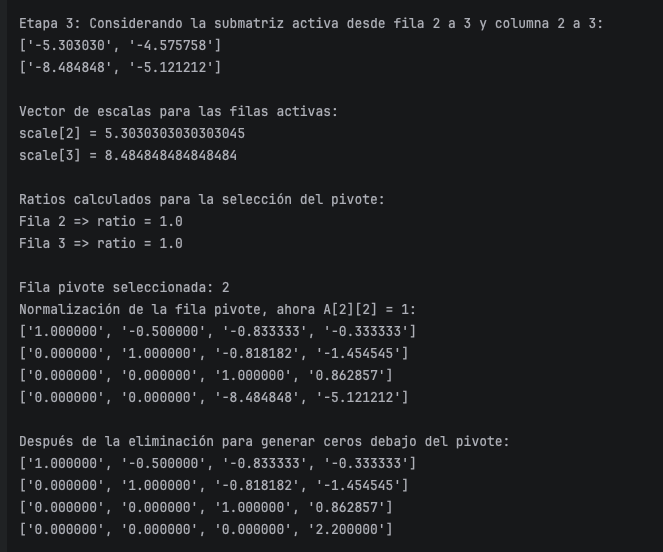 Etapa 3: Considerando la submatriz activa desde fila 2 a 3 y columna 2 a 3:
['-5.303030', '-4.575758']
['-8.484848', '-5.121212']
Vector de escalas para las filas activas:
scale[2] = 5.3030303030303045
scale[3] = 8.484848484848484
Ratios calculados para la selección del pivote:
Fila 2 => ratio = 1.0
Fila 3 => ratio = 1.0
Fila pivote seleccionada: 2
Normalización de la fila pivote, ahora A[2][2] = 1:
['1.000000', '-0.500000', '-0.833333', '-0.333333']
['0.000000', '1.000000', '-0.818182', '-1.454545']
['0.000000', '0.000000', '1.000000', '0.862857']
['0.000000', '0.000000', '-8.484848', '-5.121212']
Después de la eliminación para generar ceros debajo del pivote:
['1.000000', '-0.500000', '-0.833333', '-0.333333']
['0.000000', '1.000000', '-0.818182', '-1.454545']
['0.000000', '0.000000', '1.000000', '0.862857']
['0.000000', '0.000000', '0.000000', '2.200000']